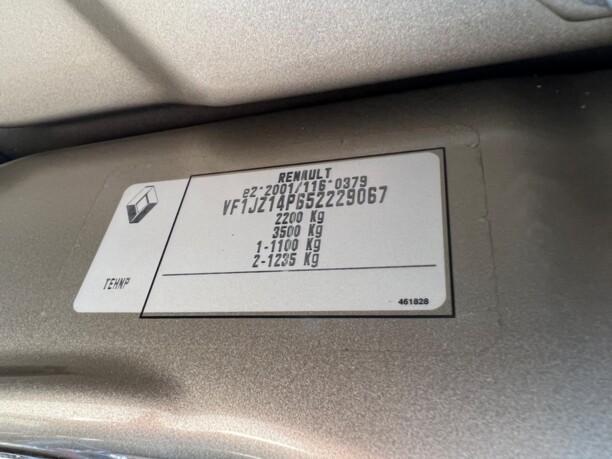 RENAULT
e2*2001/116*0379
VF1JZ14P652229067
2200 Kg
3500 Kg
1-1100 Kg
2-1235 Kg
TEHNP
461828